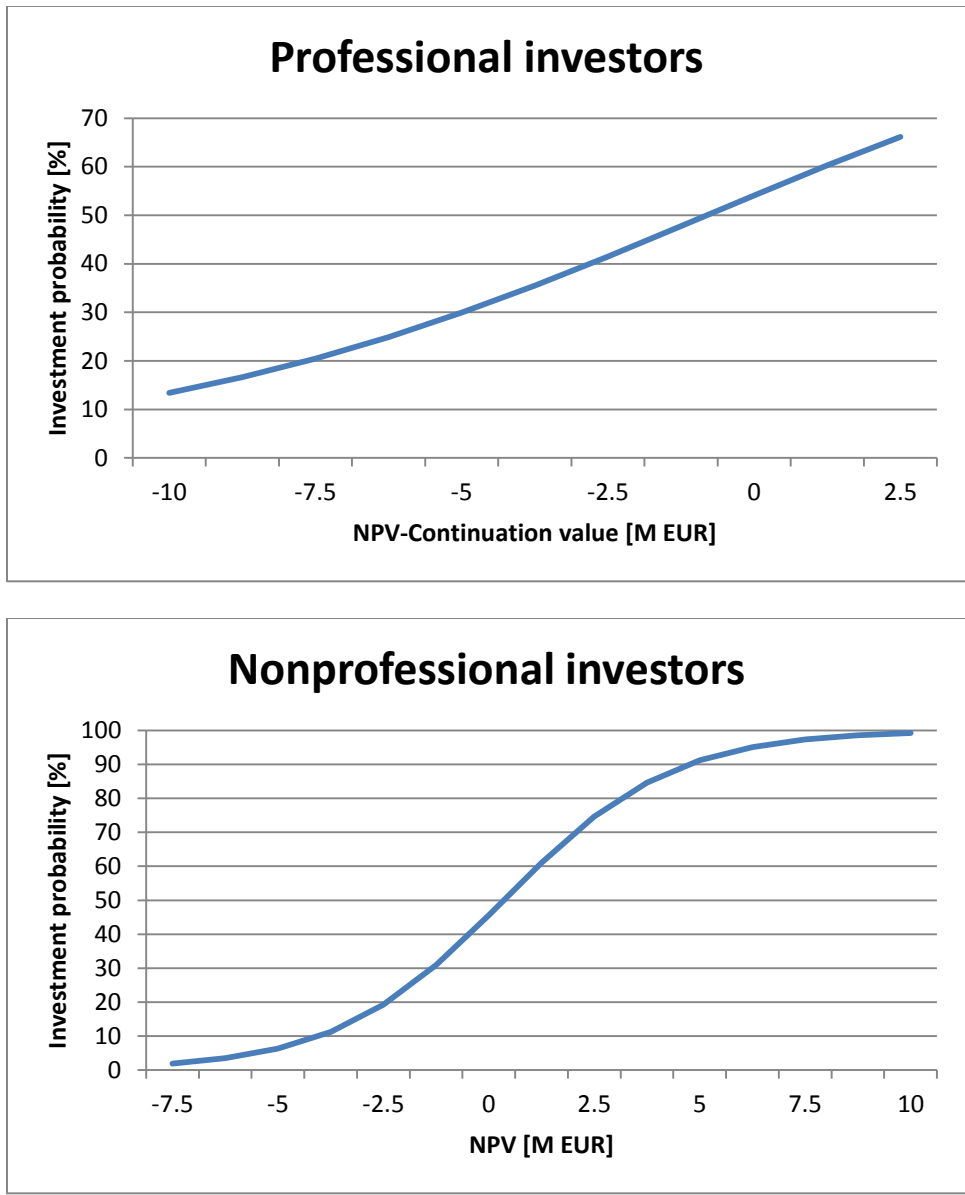 Professional investors
Investment probability [%]
70
60
50
40
30
20
10
0
-10 -7.5 -5 -2.5 0 2.5
NPV-Continuation value [M EUR]
Nonprofessional investors
Investment probability [%]
100
90
80
70
60
50
40
30
20
10
0
-7.5 -5 -2.5 0 2.5 5 7.5 10
NPV [M EUR]